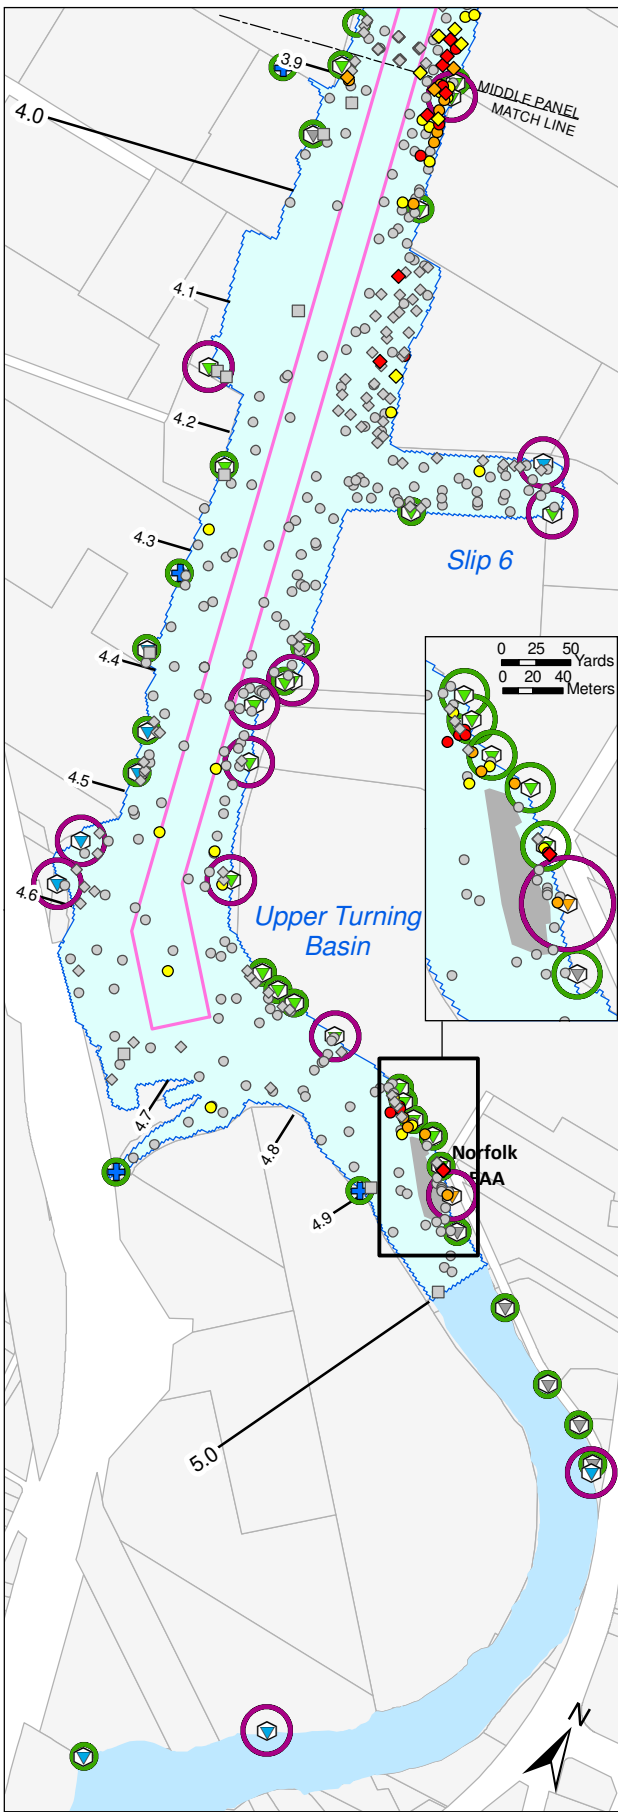 3.9
MIDDLE PANEL
MATCH LINE
4.0
4.1
4.2
4.3
Slip 6
4.4
0 25 50
Yards
0 20 40
Meters
4.5
4.6
Upper Turning
Basin
4.7
4.8
Norfolk
EAA
4.9
5.0
N